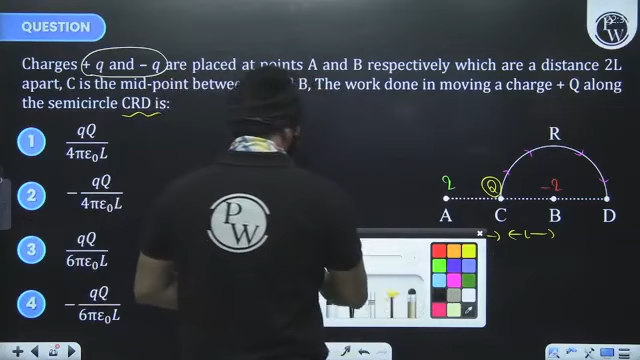 QUESTION
P
W
Charges + q and – q are placed at points A and B respectively which are a distance 2L
apart, C is the mid-point B, The work done in moving a charge + Q along
the semicircle CRD is:
1 qQ/4πε₀L
2 −qQ/4πε₀L
3 qQ/6πε₀L
4 −qQ/6πε₀L
P
W
R
q Q -q
A C B D
L